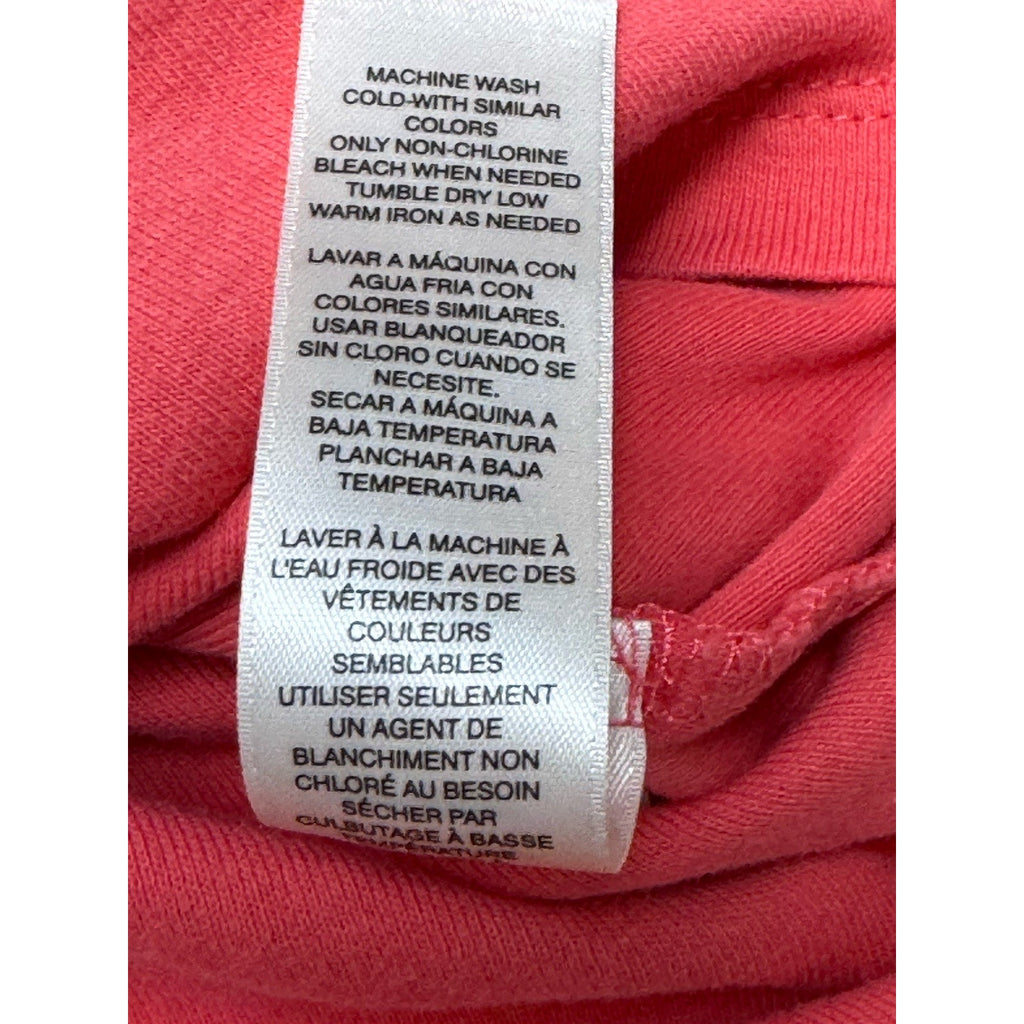 MACHINE WASH
COLD-WITH SIMILAR
COLORS
ONLY NON-CHLORINE
BLEACH WHEN NEEDED
TUMBLE DRY LOW
WARM IRON AS NEEDED
LAVAR A MÁQUINA CON
AGUA FRIA CON
COLORES SIMILARES.
USAR BLANQUEADOR
SIN CLORO CUANDO SE
NECESITE.
SECAR A MÁQUINA A
BAJA TEMPERATURA
PLANCHAR A BAJA
TEMPERATURA
LAVER À LA MACHINE À
L'EAU FROIDE AVEC DES
VÊTEMENTS DE
COULEURS
SEMBLABLES
UTILISER SEULEMENT
UN AGENT DE
BLANCHIMENT NON
CHLORÉ AU BESOIN
SÉCHER PAR
CULBUTAGE À BASSE
TEMPÉRATURE